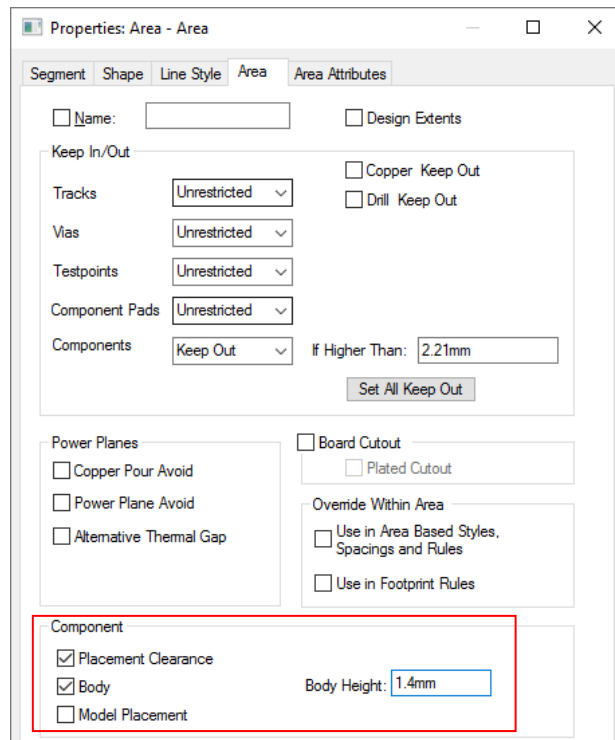 Properties: Area - Area
Segment Shape Line Style Area Area Attributes
Name: Design Extents
Keep In/Out
Copper Keep Out
Tracks Unrestricted Drill Keep Out
Vias Unrestricted
Testpoints Unrestricted
Component Pads Unrestricted
Components Keep Out If Higher Than: 2.21mm
Set All Keep Out
Power Planes
Copper Pour Avoid
Power Plane Avoid
Alternative Thermal Gap
Board Cutout
Plated Cutout
Override Within Area
Use in Area Based Styles,
Spacings and Rules
Use in Footprint Rules
Component
Placement Clearance
Body Body Height: 1.4mm
Model Placement